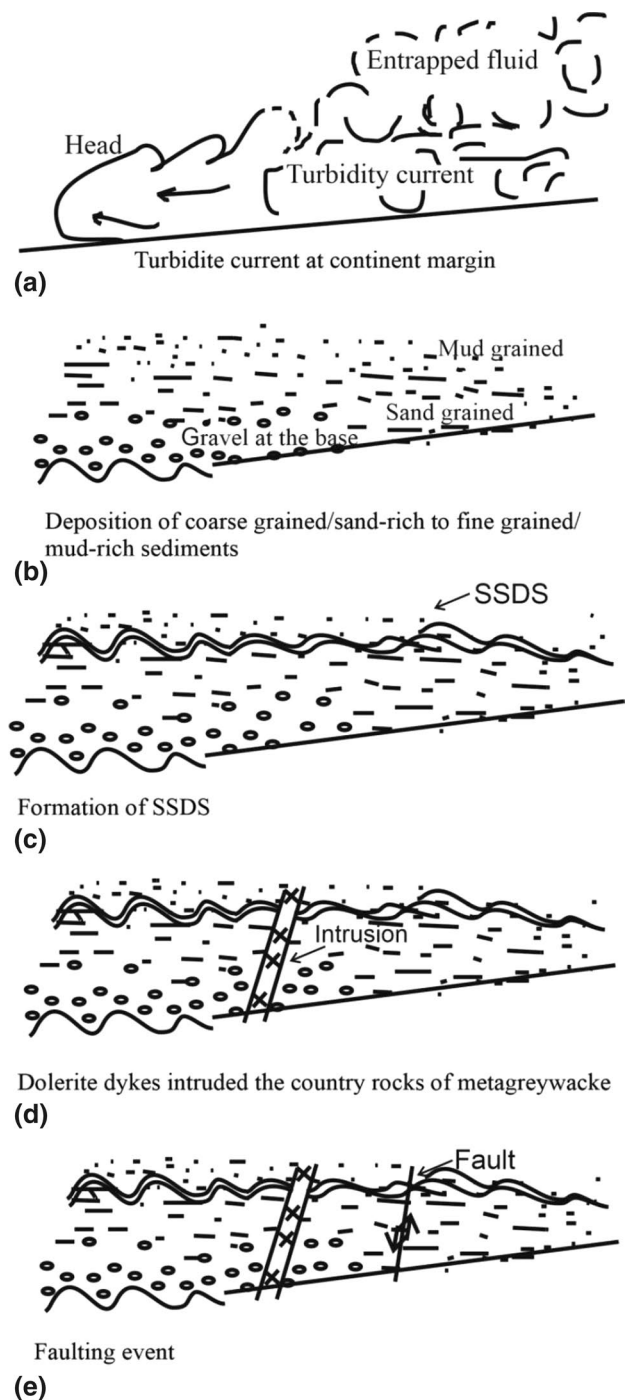 Entrapped fluid
Head
Turbidity current
Turbidite current at continent margin
(a)
Mud grained
Sand grained
Gravel at the base
Deposition of coarse grained/sand-rich to fine grained/
mud-rich sediments
(b)
SSDS
Formation of SSDS
(c)
Intrusion
Dolerite dykes intruded the country rocks of metagreywacke
(d)
Fault
Faulting event
(e)